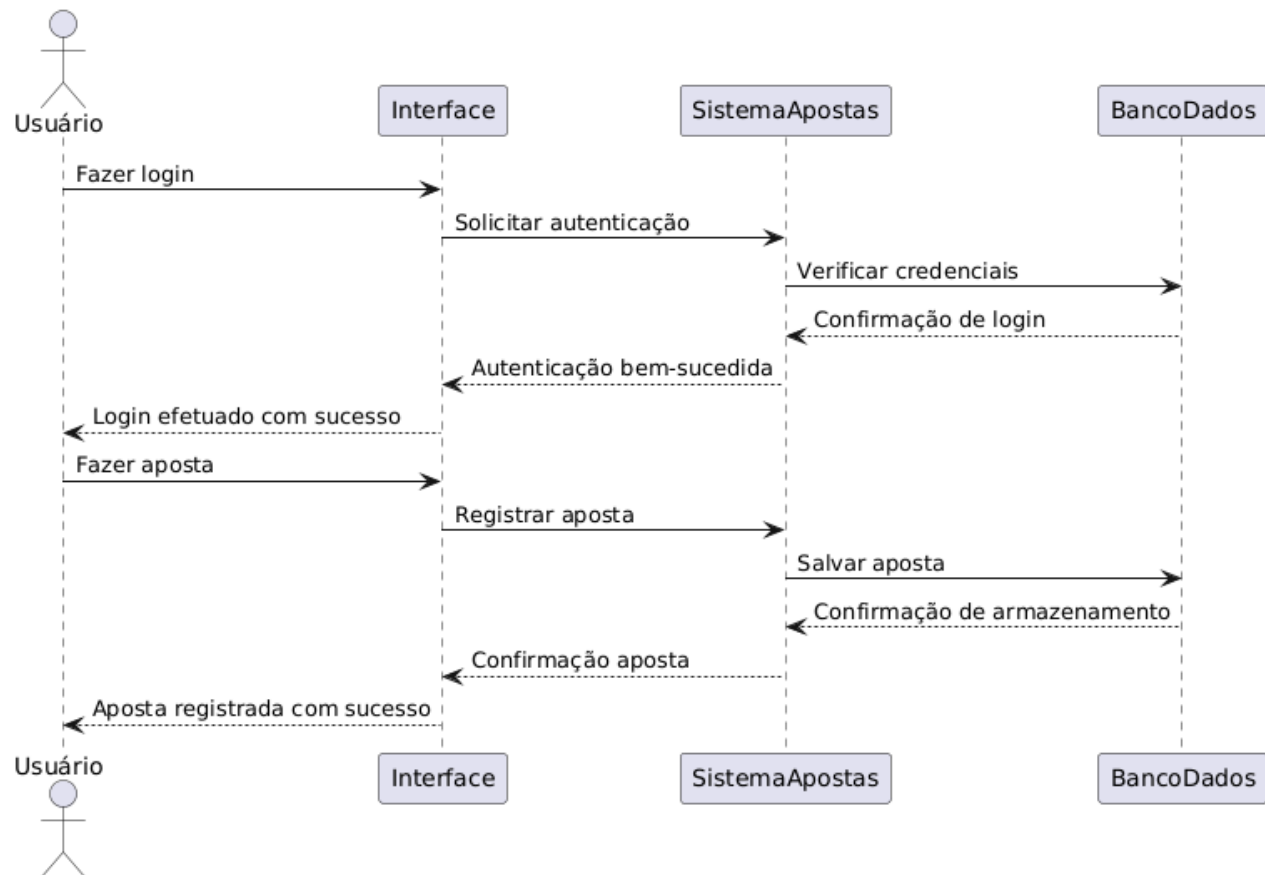 Usuário
Interface
SistemaApostas
BancoDados
Fazer login
Solicitar autenticação
Verificar credenciais
Confirmação de login
Autenticação bem-sucedida
Login efetuado com sucesso
Fazer aposta
Registrar aposta
Salvar aposta
Confirmação de armazenamento
Confirmação aposta
Aposta registrada com sucesso
Usuário
Interface
SistemaApostas
BancoDados